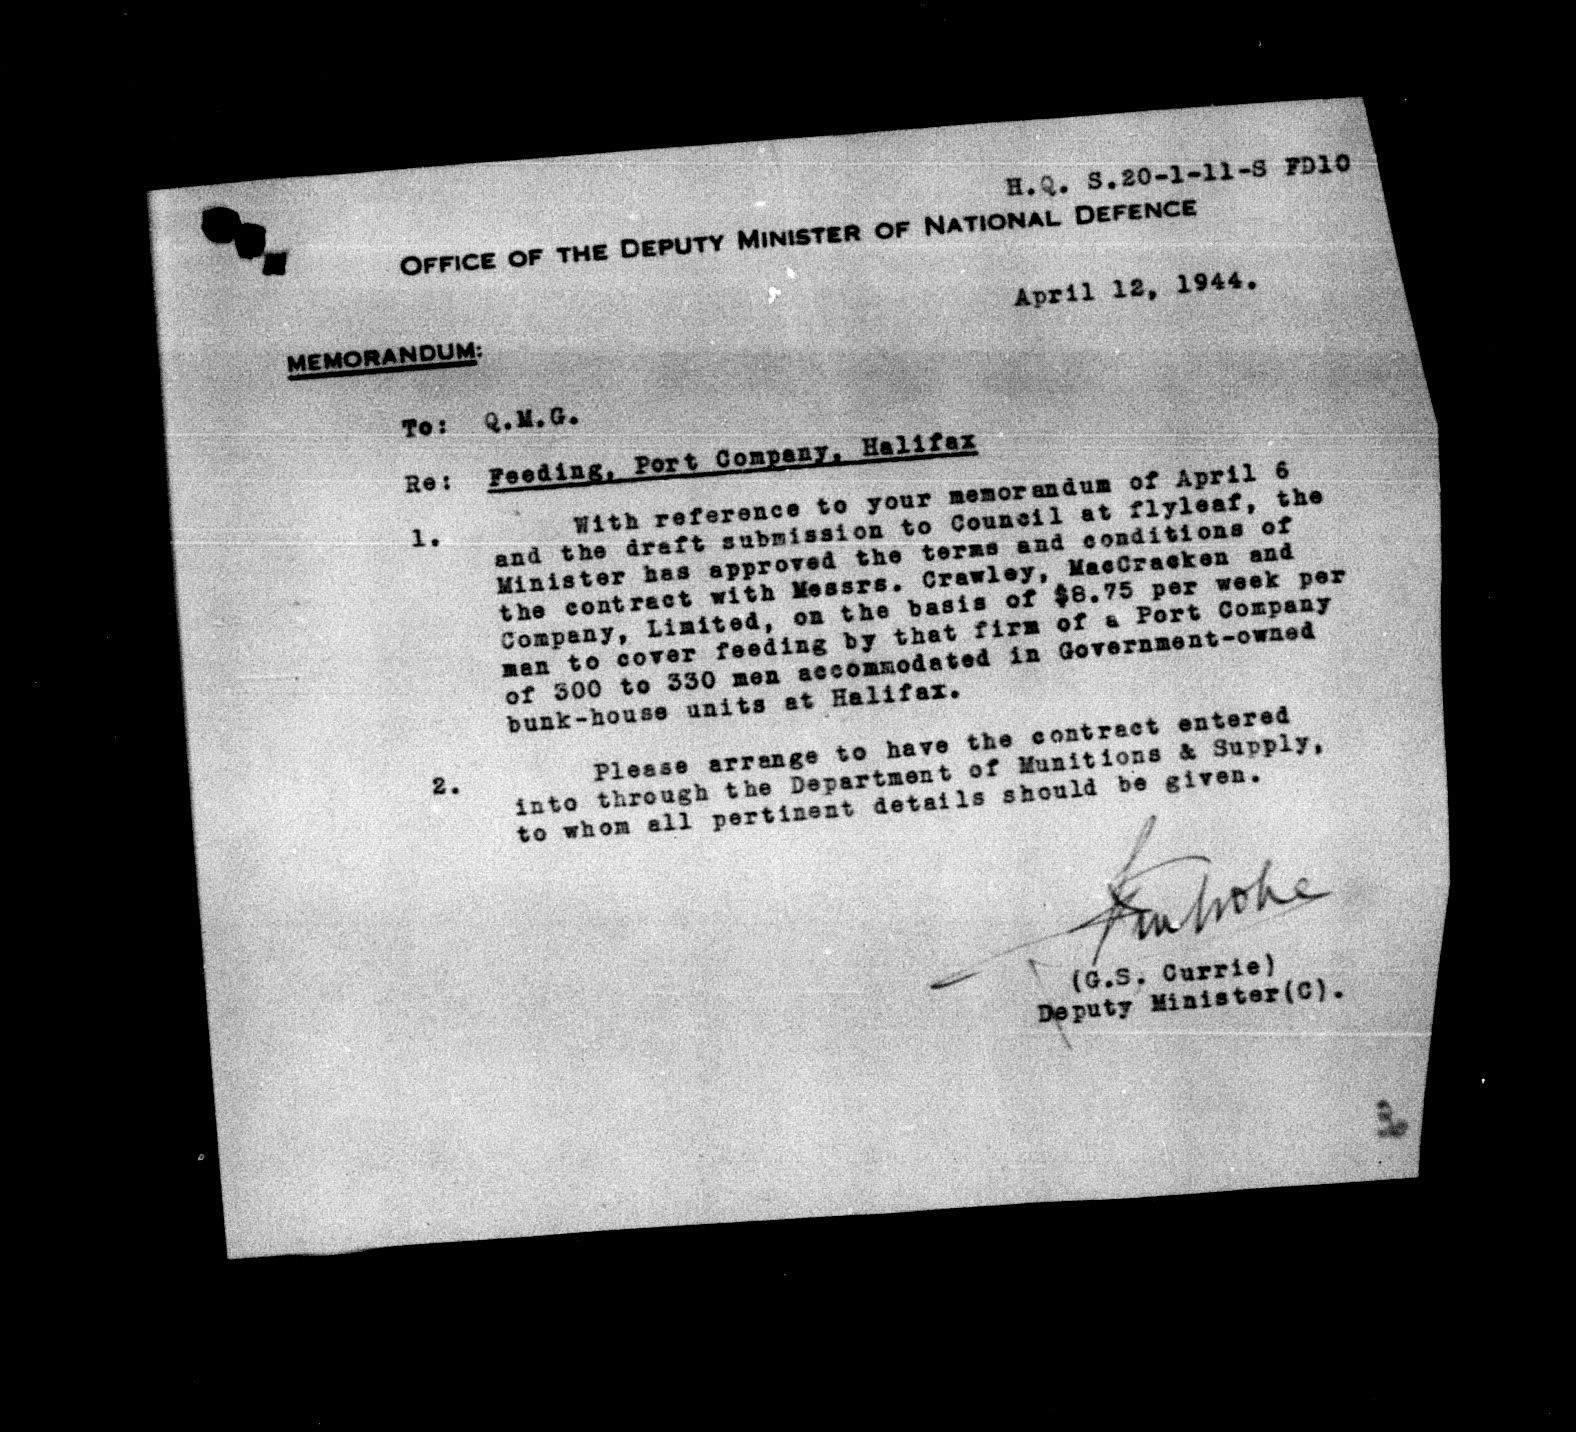 H.Q. S.20-1-11-S FD10
OFFICE OF THE DEPUTY MINISTER OF NATIONAL DEFENCE
April 12, 1944.
MEMORANDUM:
To: Q.M.G.
Re: Feeding, Port Company, Halifax
1. With reference to your memorandum of April 6
and the draft submission to Council at flyleaf, the
Minister has approved the terms and conditions of
the contract with Messrs. Crawley, MacCracken and
Company, Limited, on the basis of $8.75 per week per
man to cover feeding by that firm of a Port Company
of 300 to 330 men accommodated in Government-owned
bunk-house units at Halifax.
2. Please arrange to have the contract entered
into through the Department of Munitions & Supply,
to whom all pertinent details should be given.
(G.S. Currie)
Deputy Minister(C).